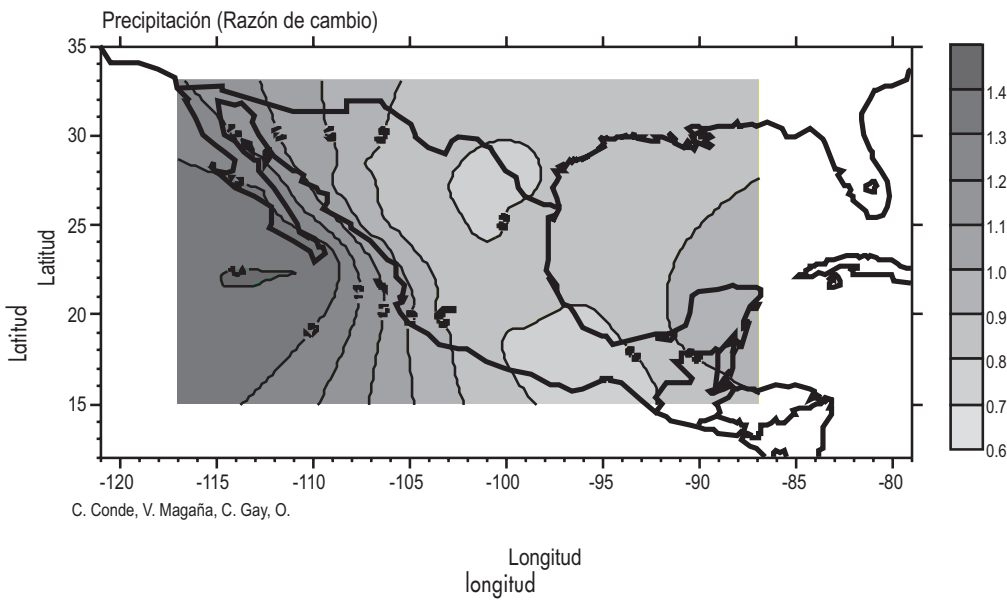 Precipitación (Razón de cambio)
35
30
25
20
15
Latitud
Latitud
-120 -115 -110 -105 -100 -95 -90 -85 -80
1.4
1.3
1.2
1.1
1.0
0.9
0.8
0.7
0.6
C. Conde, V. Magaña, C. Gay, O.
Longitud
longitud